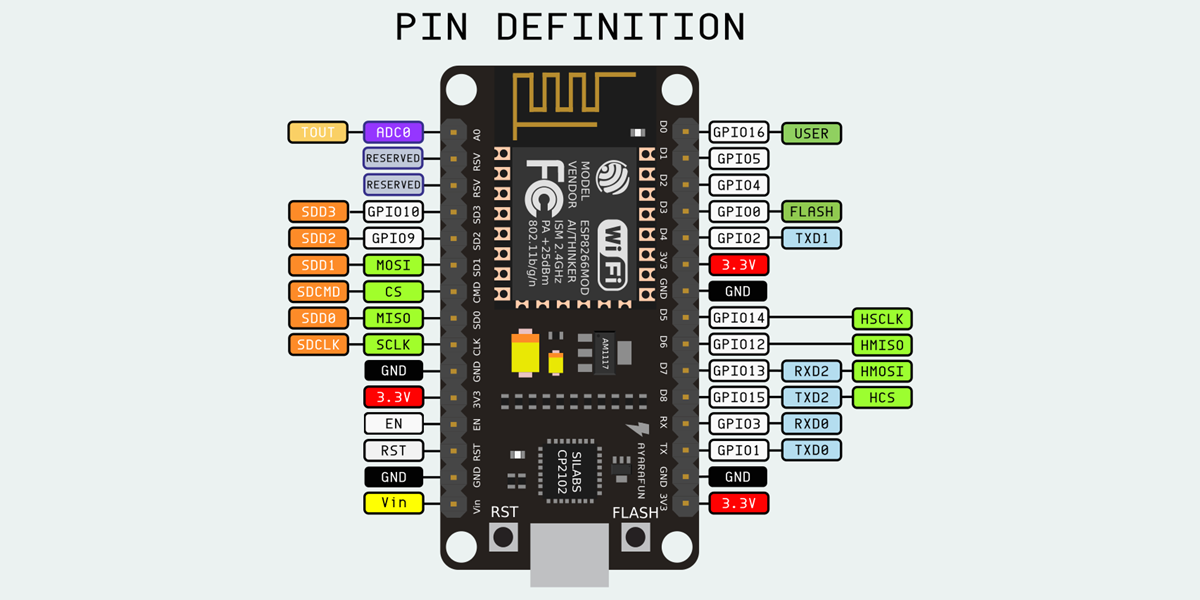 PIN DEFINITION
TOUT ADC0 A0 D0 GPIO16 USER
RESERVED RSV D1 GPIO5
RESERVED RSV D2 GPIO4
SDD3 GPIO10 SD3 D3 GPIO0 FLASH
SDD2 GPIO9 SD2 D4 GPIO2 TXD1
SDD1 MOSI SD1 3V3 3.3V
SDCMD CS CMD GND GND
SDD0 MISO SD0 D5 GPIO14 HSCLK
SDCLK SCLK CLK D6 GPIO12 HMISO
GND GND D7 GPIO13 RXD2 HMOSI
3.3V 3V3 D8 GPIO15 TXD2 HCS
EN EN RX GPIO3 RXD0
RST RST TX GPIO1 TXD0
GND GND GND GND
Vin Vin 3V3 3.3V
FC
MODEL ESP8266MOD
VENDOR AI/THINKER
ISM 2.4GHz
PA +25dBm
802.11b/g/n
Wi Fi
AM1117
SILABS
CP2102
AYARAFUN
RST
FLASH